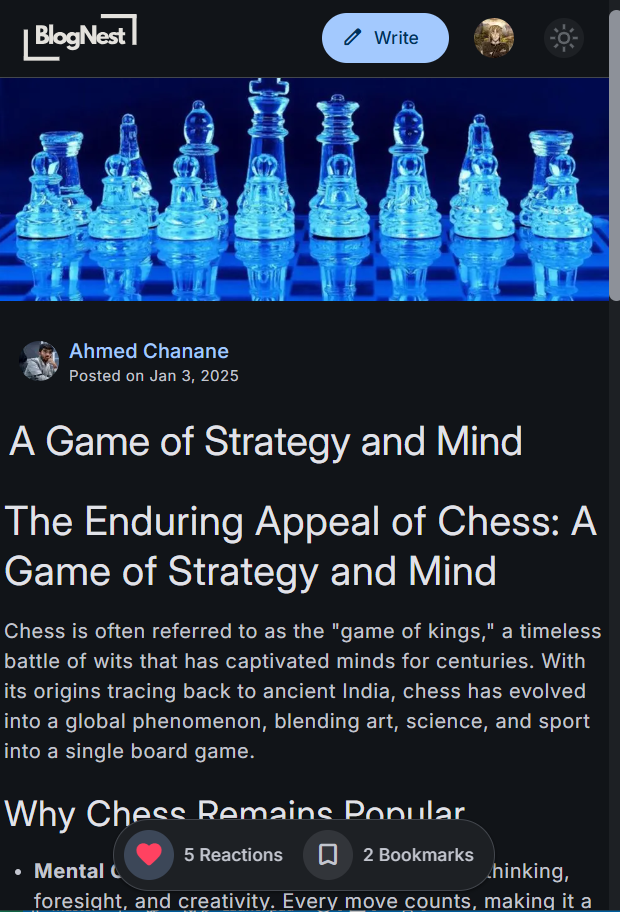 BlogNest
Write
Ahmed Chanane
Posted on Jan 3, 2025
A Game of Strategy and Mind
The Enduring Appeal of Chess: A
Game of Strategy and Mind
Chess is often referred to as the "game of kings," a timeless
battle of wits that has captivated minds for centuries. With
its origins tracing back to ancient India, chess has evolved
into a global phenomenon, blending art, science, and sport
into a single board game.
Why Chess Remains Popular
5 Reactions
2 Bookmarks
• Mental thinking,
foresight, and creativity. Every move counts, making it a